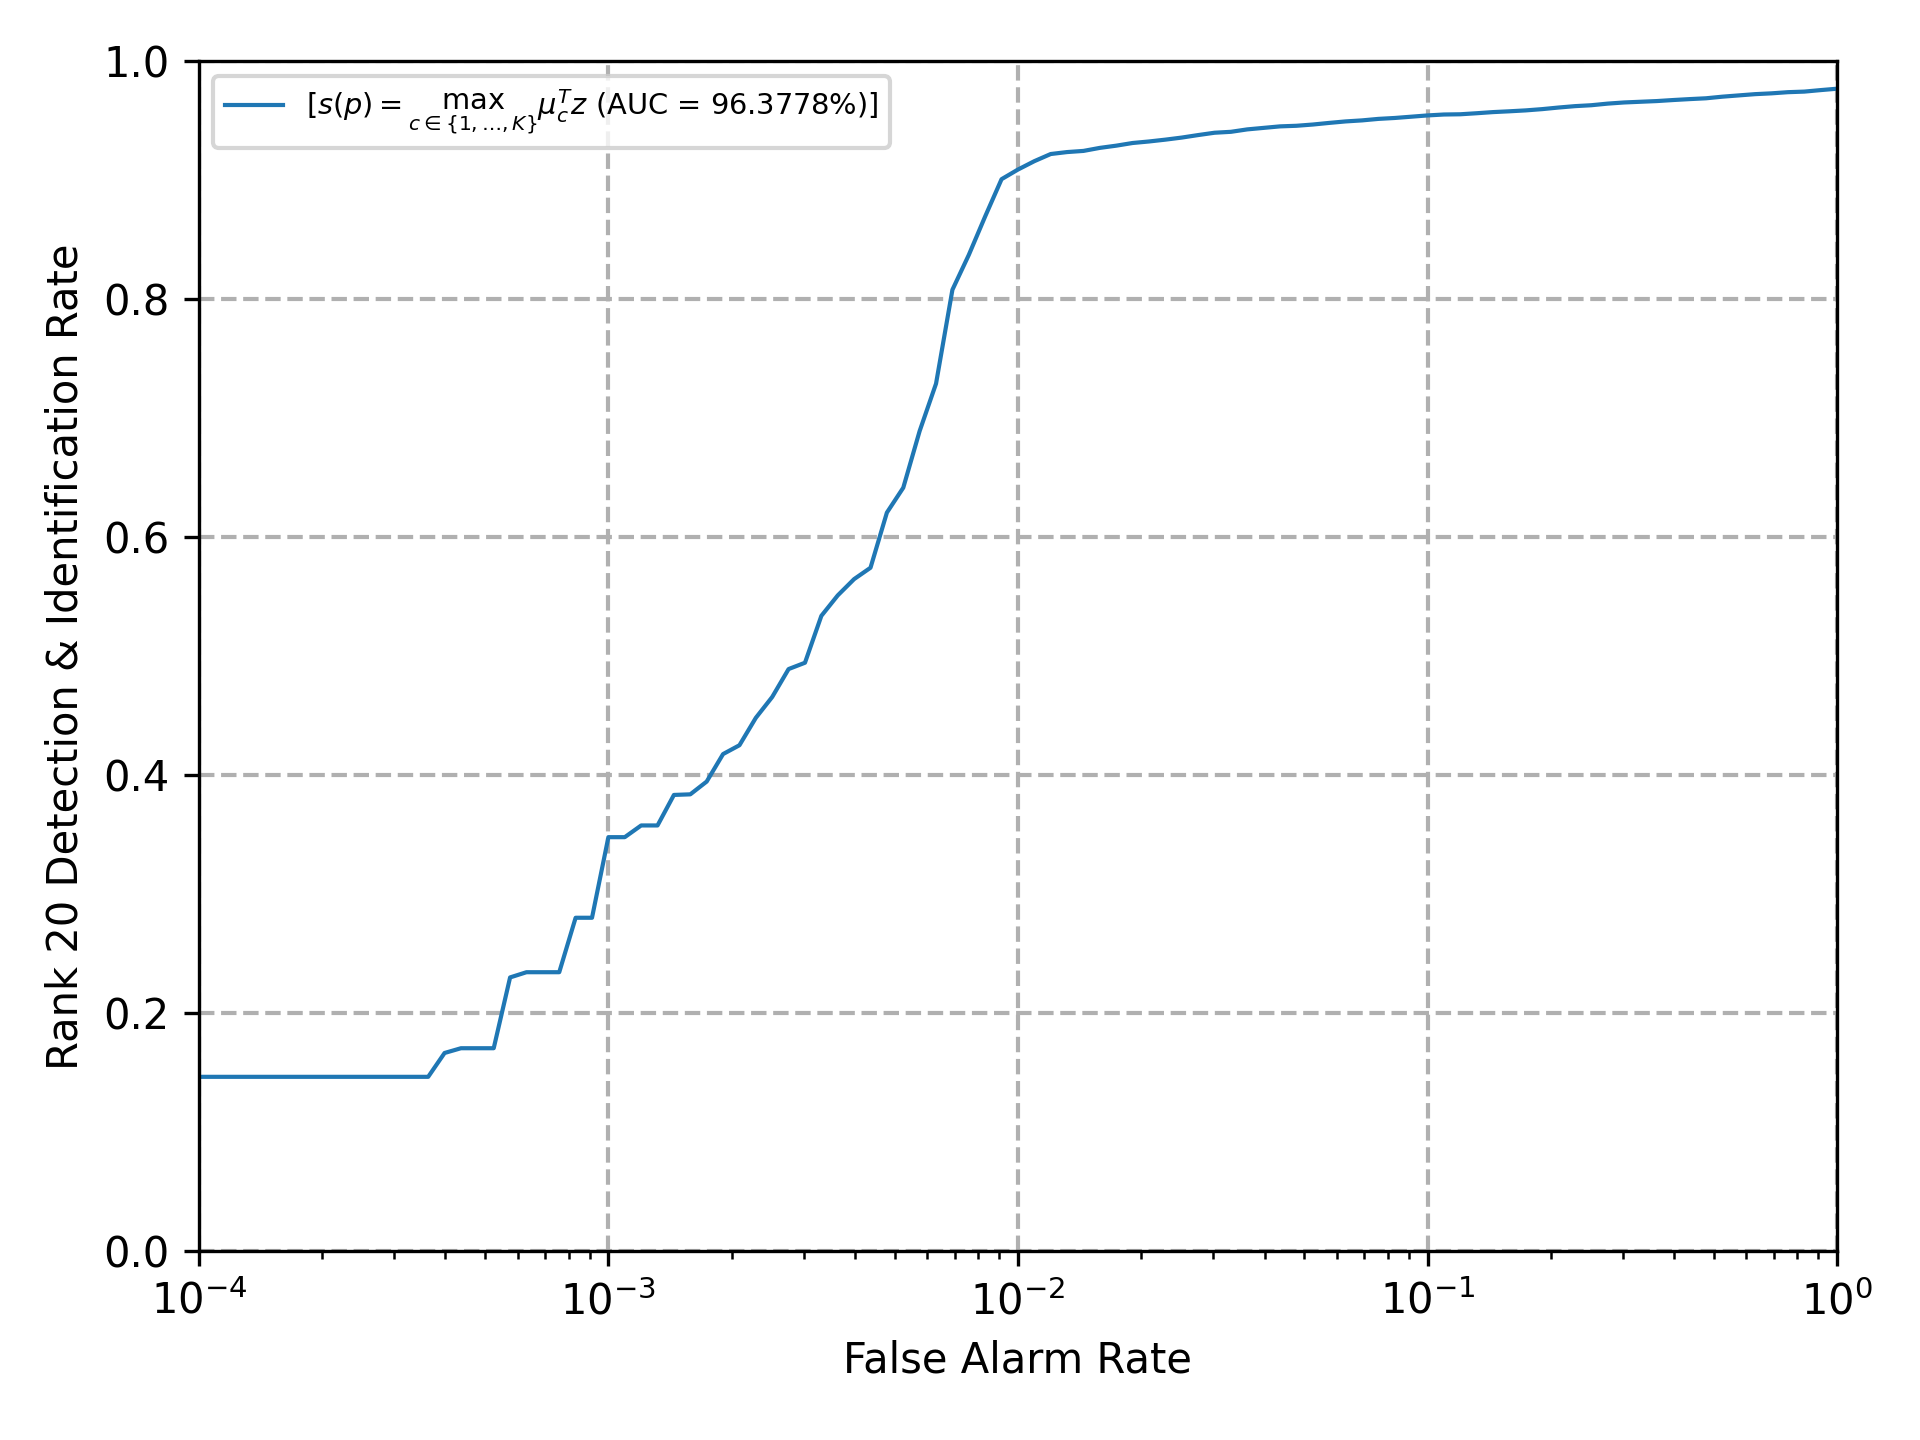 [s(p) = max μ_c^T z (AUC = 96.3778%)]
c ∈ {1, ..., K}
1.0
0.8
0.6
0.4
0.2
0.0
Rank 20 Detection & Identification Rate
10^−4 10^−3 10^−2 10^−1 10^0
False Alarm Rate